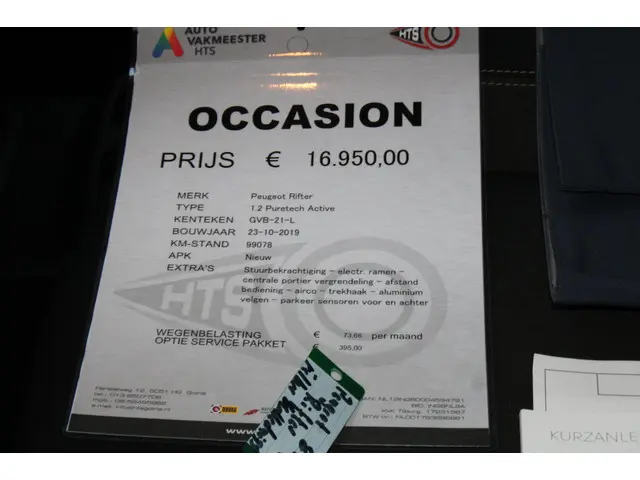 AUTO
VAKMEESTER
HTS
HTS
OCCASION
PRIJS € 16.950,00
MERK Peugeot Rifter
TYPE 1.2 Puretech Active
KENTEKEN GVB-21-L
BOUWJAAR 23-10-2019
KM-STAND 99078
APK Nieuw
EXTRA'S Stuurbekrachtiging - electr. ramen -
centrale portier vergrendeling - afstand
bediening - airco - trekhaak - aluminium
velgen - parkeer sensoren voor en achter
HTS
WEGENBELASTING € 73,66 per maand
OPTIE SERVICE PAKKET € 395,00
www
Peugeot
KURZANLE